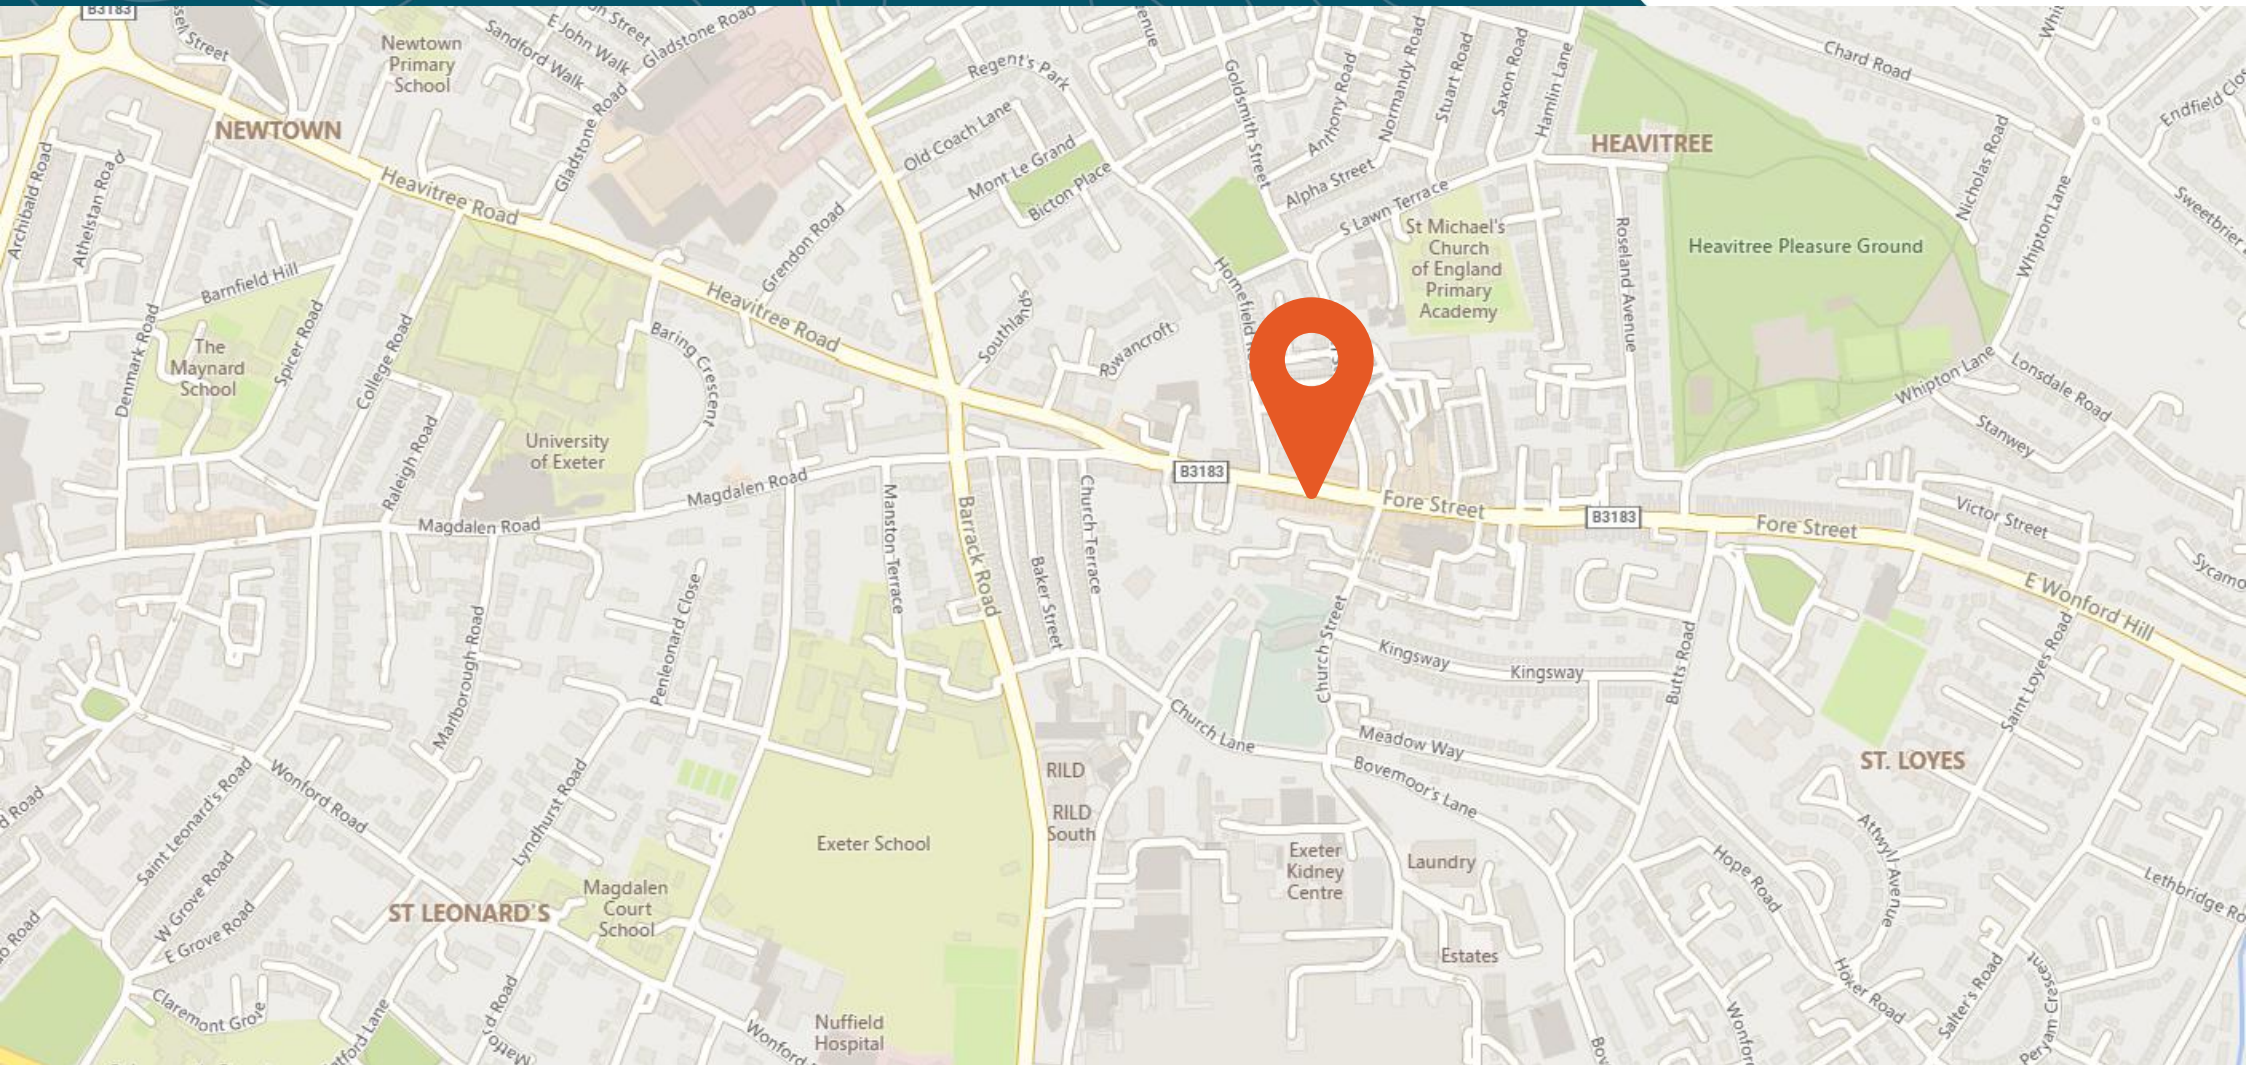 B3183
Street
Newtown
Primary
School
Sandford Walk
E John Walk
Street
Gladstone Road
Gladstone Road
NEWTOWN
Archibald Road
Athelstan Road
Heavitree Road
Barnfield Hill
Denmark Road
The
Maynard
School
Spicer Road
College Road
Raleigh Road
University
of Exeter
Baring Crescent
Heavitree Road
Grendon Road
Regent's Park
Old Coach Lane
Mont Le Grand
Bicton Place
Southlands
Rowancroft
Goldsmith Street
Anthony Road
Normandy Road
Stuart Road
Saxon Road
Hamlin Lane
Alpha Street
S Lawn Terrace
St Michael's
Church
of England
Primary
Academy
Homefield
HEAVITREE
Roseland Avenue
Heavitree Pleasure Ground
Chard Road
Nicholas Road
Whipton Lane
Endfield
Sweetbrier
Whipton Lane
Lonsdale Road
Stanwey
Magdalen Road
Magdalen Road
Manston Terrace
Barrack Road
Baker Street
Church Terrace
B3183
Fore Street
B3183
Fore Street
Victor Street
E Wonford Hill
Church Street
Kingsway
Kingsway
Butts Road
Saint Loyes Road
ST. LOYES
Marlborough Road
Penleonard Close
Church Lane
Meadow Way
Bovemoor's Lane
RILD
RILD
South
Exeter School
Exeter
Kidney
Centre
Laundry
Estates
Saint Leonard's Road
Wonford Road
Lyndhurst Road
W Grove Road
E Grove Road
ST LEONARD'S
Magdalen
Court
School
Claremont Grove
Nuffield
Hospital
Wonford
Hope Road
Attwyll Avenue
Hoker Road
Salter's Road
Peryam Crescent
Lethbridge
Wonford